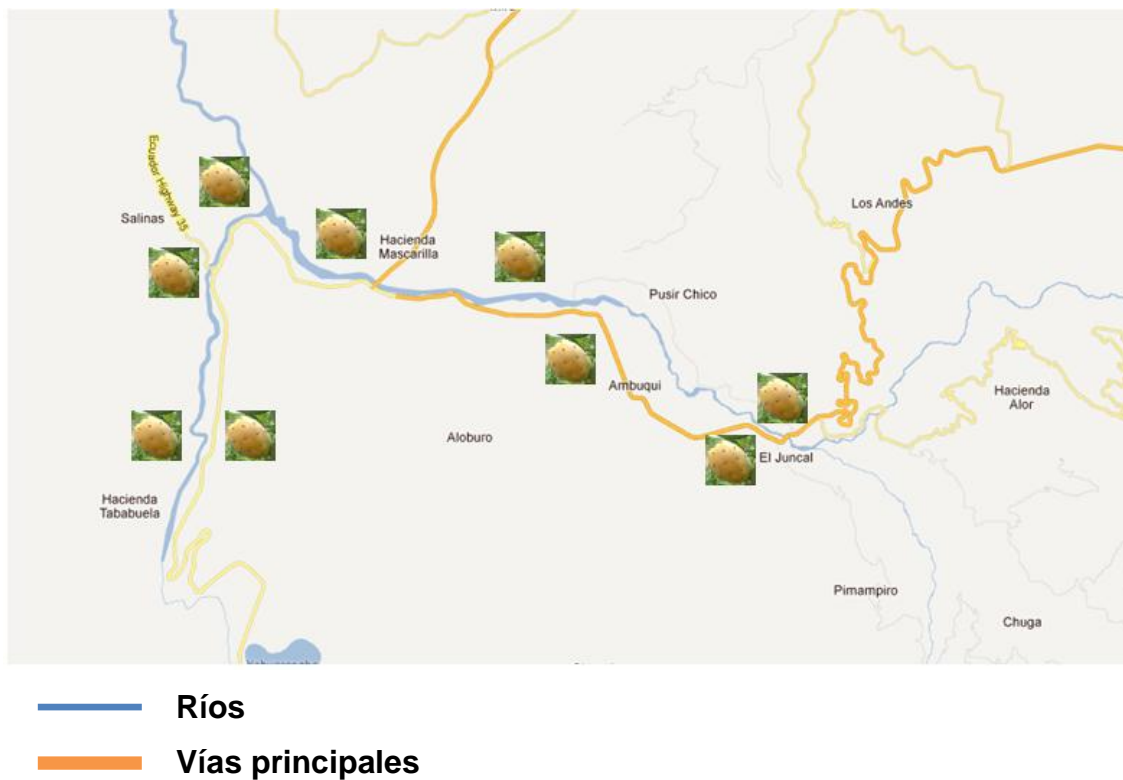 Ecuador Highway 35
Salinas
Hacienda
Mascarilla
Los Andes
Pusir Chico
Ambuqui
Hacienda
Alor
Aloburo
El Juncal
Hacienda
Tababuela
Pimampiro
Chuga
Ríos
Vías principales